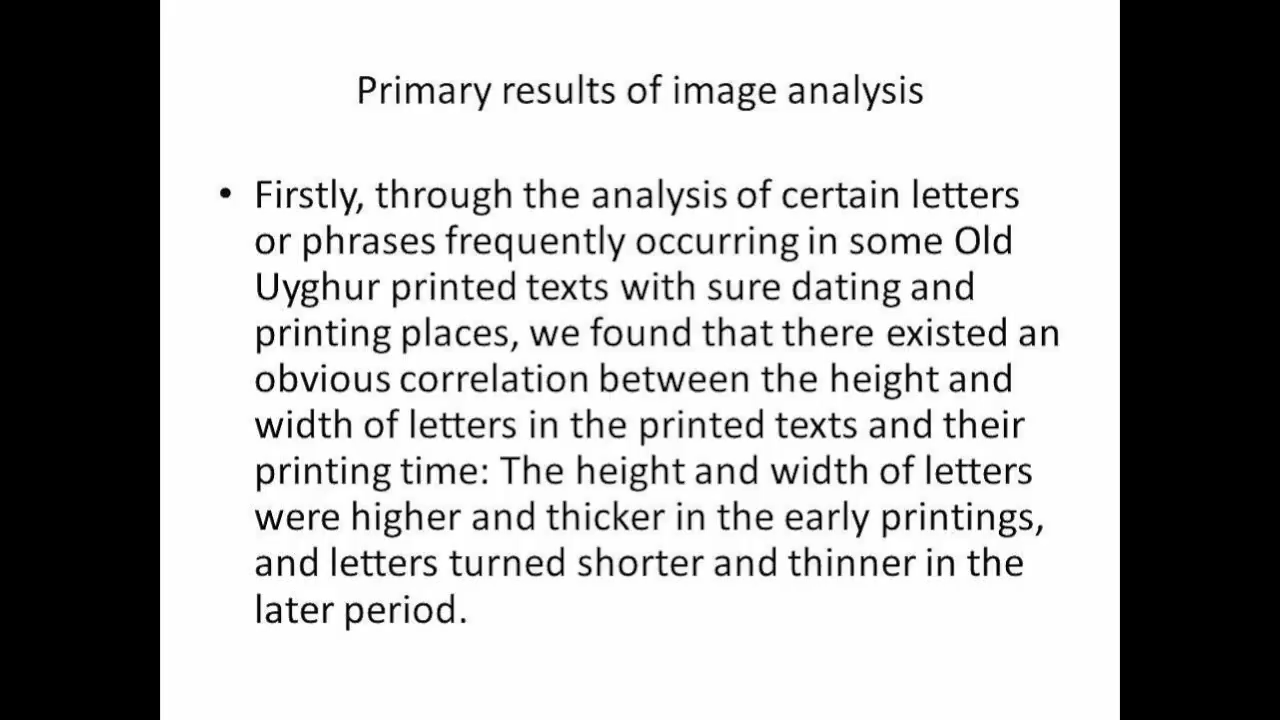 Primary results of image analysis
• Firstly, through the analysis of certain letters
or phrases frequently occurring in some Old
Uyghur printed texts with sure dating and
printing places, we found that there existed an
obvious correlation between the height and
width of letters in the printed texts and their
printing time: The height and width of letters
were higher and thicker in the early printings,
and letters turned shorter and thinner in the
later period.